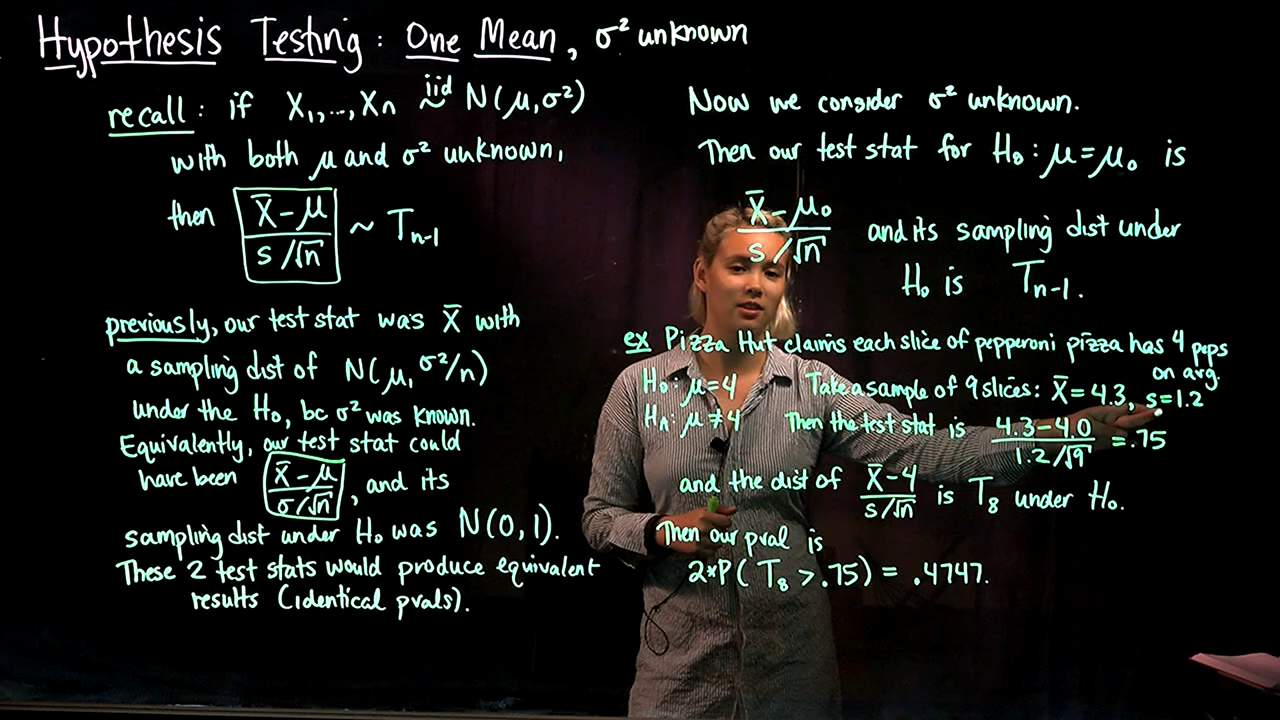 Hypothesis Testing: One Mean, σ² unknown
recall: if X₁,...,Xₙ iid ~ N(μ,σ²)
with both μ and σ² unknown,
then X̄-μ / s/√n ~ Tₙ₋₁
previously, our test stat was X̄ with
a sampling dist of N(μ, σ²/n)
under the H₀, bc σ² was known.
Equivalently, our test stat could
have been X̄-μ / σ/√n, and its
sampling dist under H₀ was N(0,1).
These 2 test stats would produce equivalent
results (identical pvals).
Now we consider σ² unknown.
Then our test stat for H₀: μ=μ₀ is
X̄-μ₀ / s/√n and its sampling dist under
H₀ is Tₙ₋₁.
ex Pizza Hut claims each slice of pepperoni pizza has 4 peps
on avg.
H₀: μ=4 Take a sample of 9 slices: X̄=4.3, s=1.2
Hₐ: μ≠4 Then the test stat is 4.3-4.0 / 1.2/√9 = .75
and the dist of X̄-4 / s/√n is T₈ under H₀.
Then our pval is
2*P(T₈ > .75) = .4747.